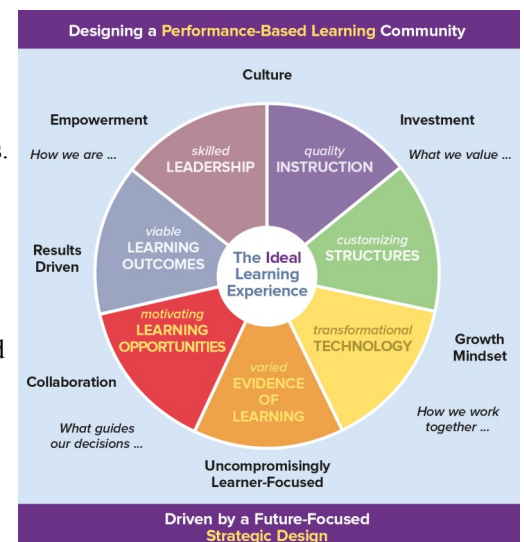 Designing a Performance-Based Learning Community
Culture
Empowerment
Investment
How we are ...
What we value ...
skilled
LEADERSHIP
quality
INSTRUCTION
s.
viable
LEARNING
OUTCOMES
customizing
STRUCTURES
Results
Driven
The Ideal
Learning
Experience
motivating
LEARNING
OPPORTUNITIES
transformational
TECHNOLOGY
d
Growth
Mindset
Collaboration
varied
EVIDENCE
OF
LEARNING
What guides
our decisions ...
How we work
together ...
Uncompromisingly
Learner-Focused
Driven by a Future-Focused
Strategic Design